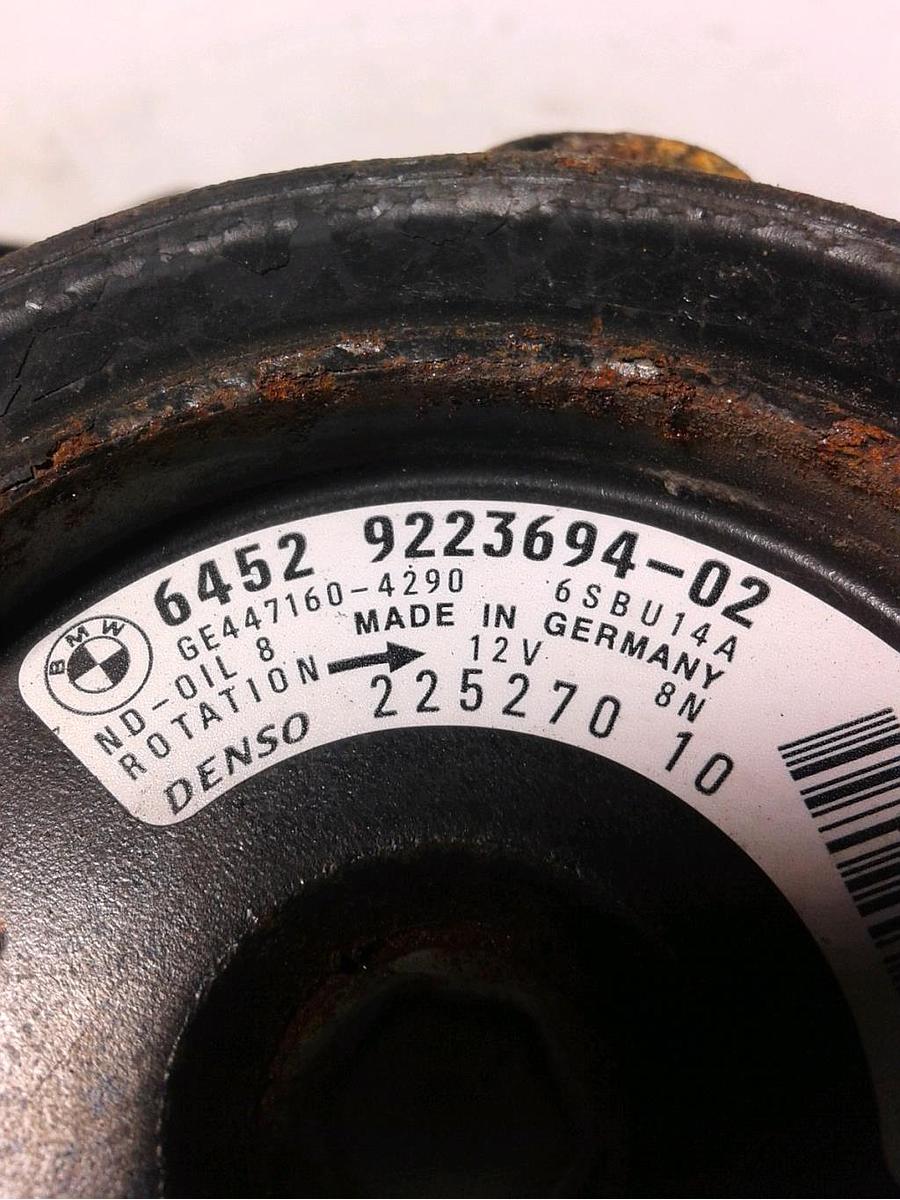 BMW
6452 9223694-02
GE447160-4290 6SBU14A
ND-OIL 8 MADE IN GERMANY
ROTATION 12V 8N
DENSO 225270 10